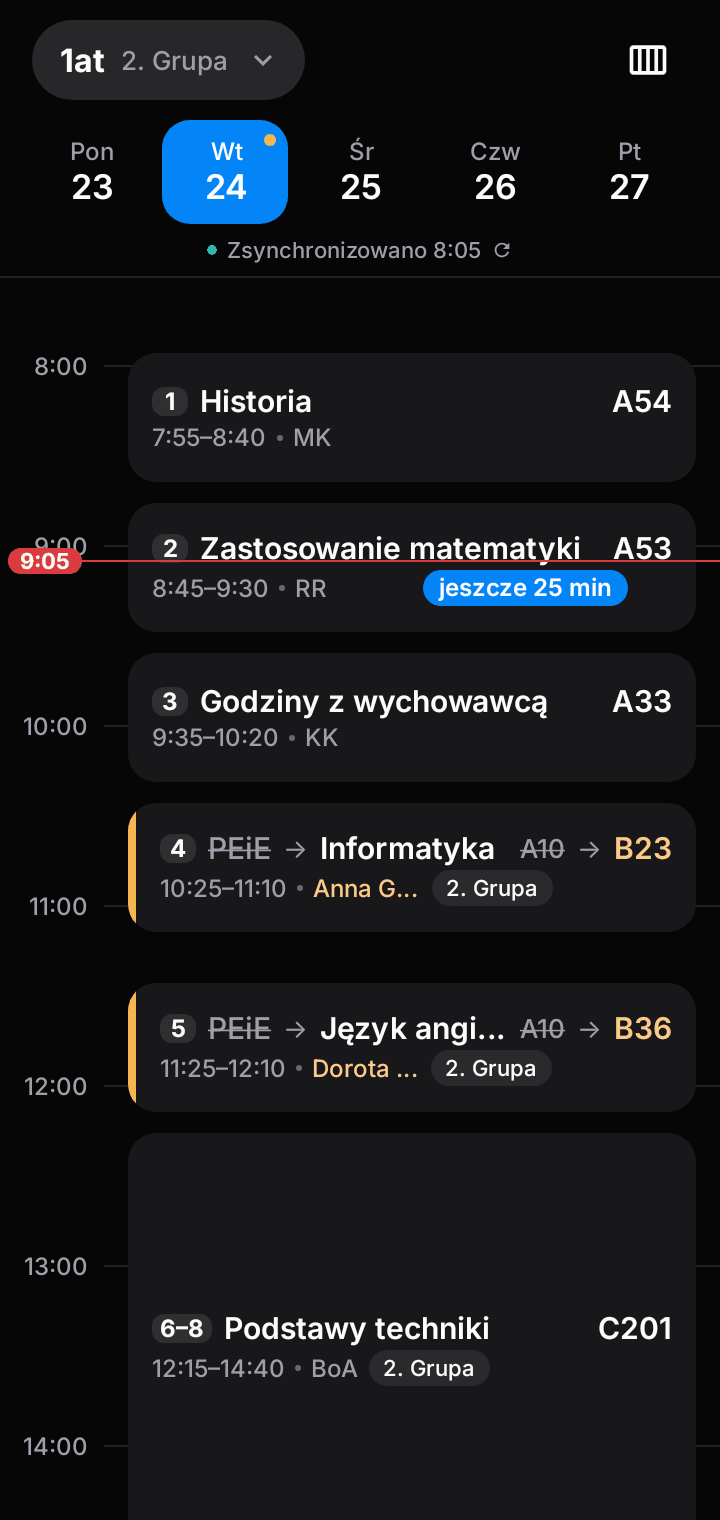 1at 2. Grupa
Pon Wt Śr Czw Pt
23 24 25 26 27
Zsynchronizowano 8:05
8:00
1 Historia A54
7:55–8:40 • MK
9:00
2 Zastosowanie matematyki A53
9:05
8:45–9:30 • RR jeszcze 25 min
3 Godziny z wychowawcą A33
10:00
9:35–10:20 • KK
4 PEiE → Informatyka A10 → B23
10:25–11:10 • Anna G... 2. Grupa
11:00
5 PEiE → Język angi... A10 → B36
11:25–12:10 • Dorota ... 2. Grupa
12:00
13:00
6–8 Podstawy techniki C201
12:15–14:40 • BoA 2. Grupa
14:00